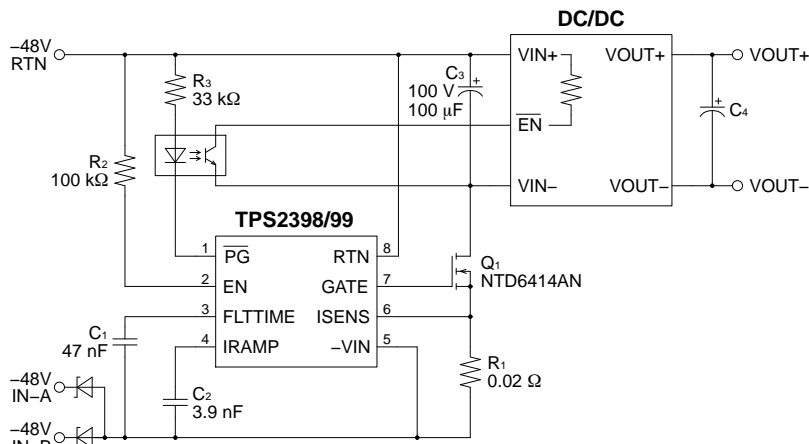 DC/DC
–48V
RTN
VIN+
VOUT+
VOUT+
R3
33 kΩ
C3
100 V
100 µF
+
+
C4
EN
R2
100 kΩ
VIN–
VOUT–
VOUT–
TPS2398/99
1
PG
RTN
8
2
EN
GATE
7
Q1
NTD6414AN
3
FLTTIME
ISENS
6
4
IRAMP
–VIN
5
C1
47 nF
R1
0.02 Ω
–48V
IN–A
C2
3.9 nF
–48V